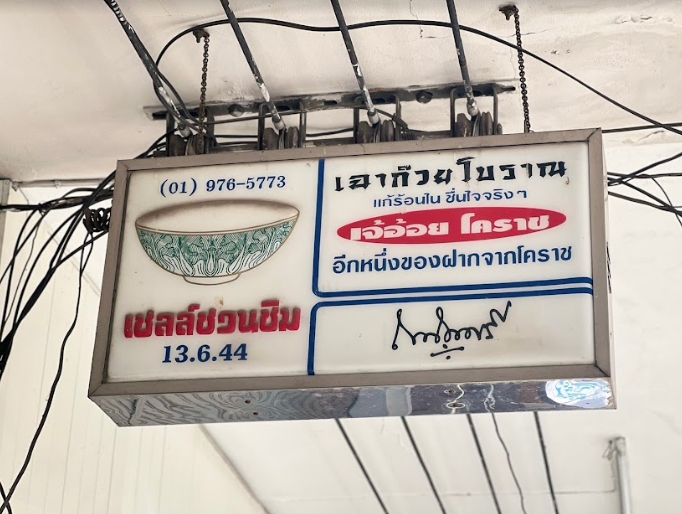 (01) 976-5773
เชลล์ชวนชิม
13.6.44
เฉาก๊วยโบราณ
แก้ร้อนใน ชื่นใจจริงๆ
เจ้อ้อย โคราช
อีกหนึ่งของฝากจากโคราช